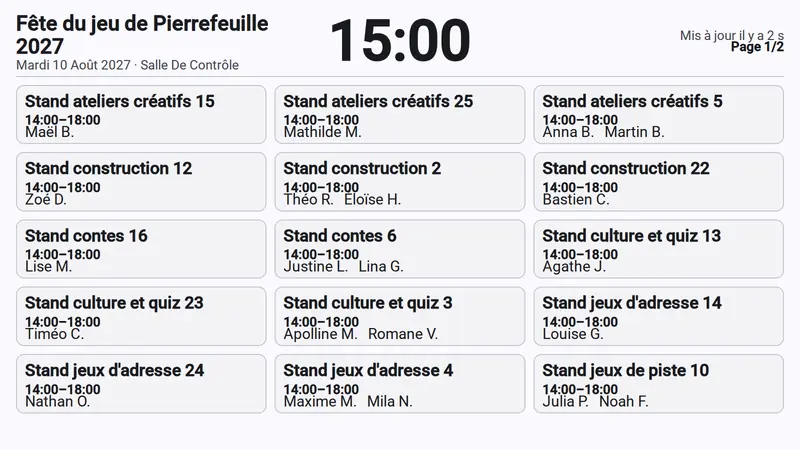 Fête du jeu de Pierrefeuille
2027
Mardi 10 Août 2027 · Salle De Contrôle
15:00
Mis à jour il y a 2 s
Page 1/2
Stand ateliers créatifs 15
14:00–18:00
Maël B.
Stand ateliers créatifs 25
14:00–18:00
Mathilde M.
Stand ateliers créatifs 5
14:00–18:00
Anna B. Martin B.
Stand construction 12
14:00–18:00
Zoé D.
Stand construction 2
14:00–18:00
Théo R. Éloïse H.
Stand construction 22
14:00–18:00
Bastien C.
Stand contes 16
14:00–18:00
Lise M.
Stand contes 6
14:00–18:00
Justine L. Lina G.
Stand culture et quiz 13
14:00–18:00
Agathe J.
Stand culture et quiz 23
14:00–18:00
Timéo C.
Stand culture et quiz 3
14:00–18:00
Apolline M. Romane V.
Stand jeux d'adresse 14
14:00–18:00
Louise G.
Stand jeux d'adresse 24
14:00–18:00
Nathan O.
Stand jeux d'adresse 4
14:00–18:00
Maxime M. Mila N.
Stand jeux de piste 10
14:00–18:00
Julia P. Noah F.